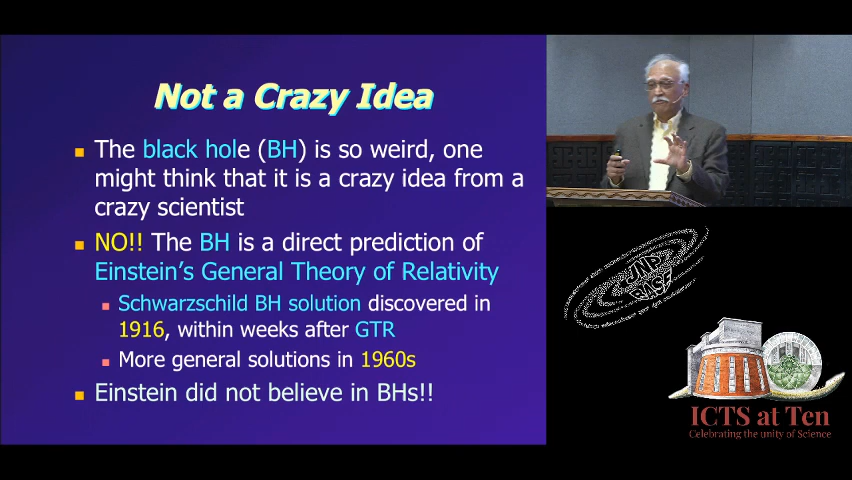 Not a Crazy Idea
The black hole (BH) is so weird, one
might think that it is a crazy idea from a
crazy scientist
NO!! The BH is a direct prediction of
Einstein's General Theory of Relativity
Schwarzschild BH solution discovered in
1916, within weeks after GTR
More general solutions in 1960s
Einstein did not believe in BHs!!
ICTS at Ten
Celebrating the unity of Science